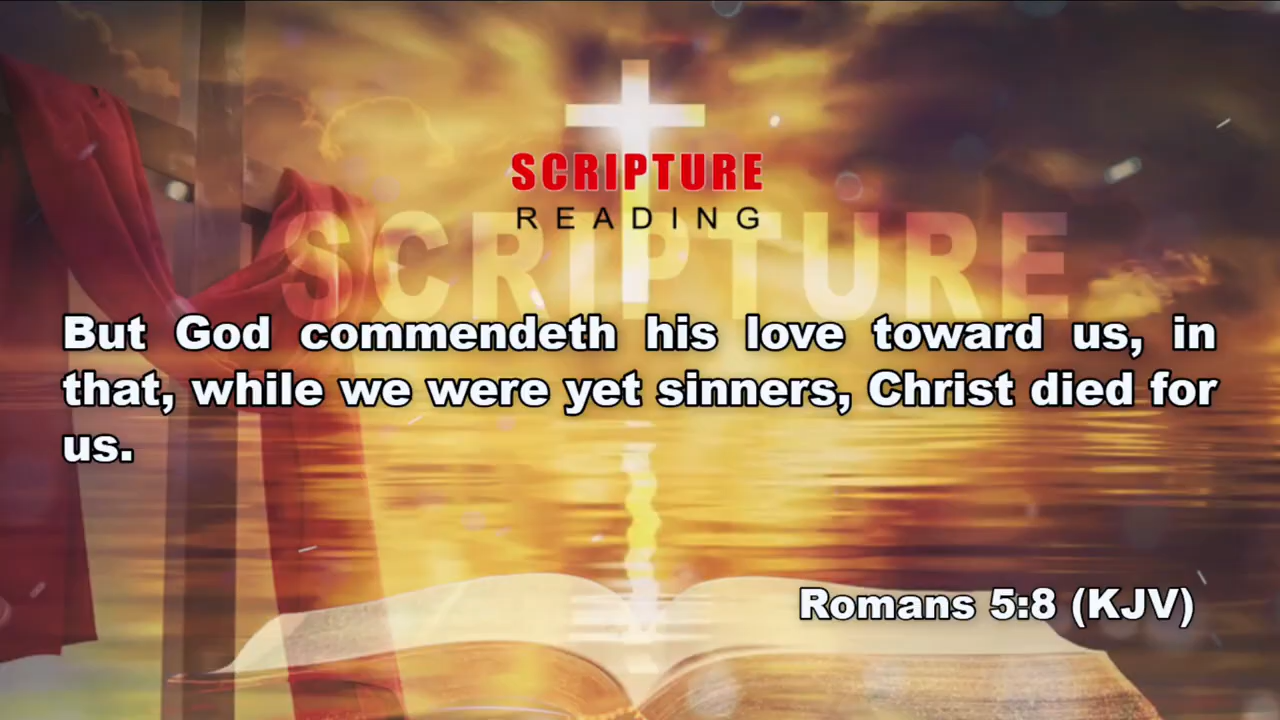 SCRIPTURE
READING
SCRIPTURE
But God commendeth his love toward us, in
that, while we were yet sinners, Christ died for
us.
Romans 5:8 (KJV)